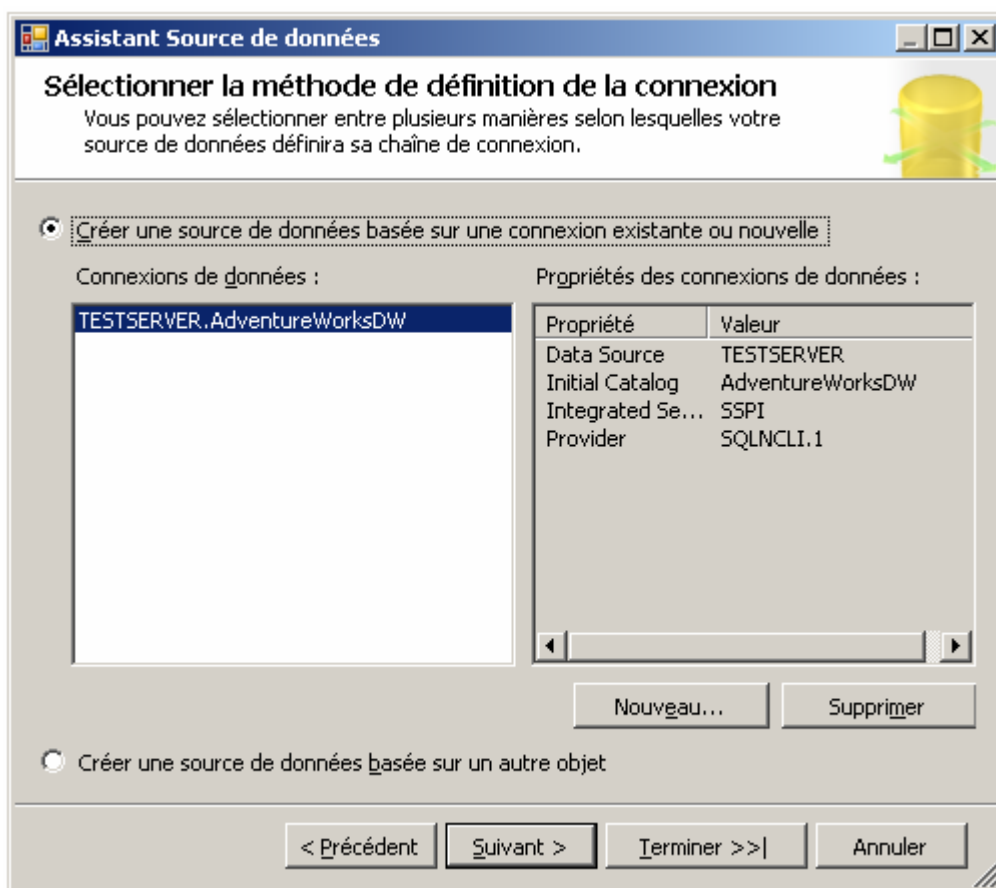 Assistant Source de données
Sélectionner la méthode de définition de la connexion
Vous pouvez sélectionner entre plusieurs manières selon lesquelles votre
source de données définira sa chaîne de connexion.
Créer une source de données basée sur une connexion existante ou nouvelle
Connexions de données :
Propriétés des connexions de données :
TESTSERVER.AdventureWorksDW
Propriété Valeur
Data Source TESTSERVER
Initial Catalog AdventureWorksDW
Integrated Se... SSPI
Provider SQLNCLI.1
Nouveau... Supprimer
Créer une source de données basée sur un autre objet
< Précédent Suivant > Terminer >>| Annuler